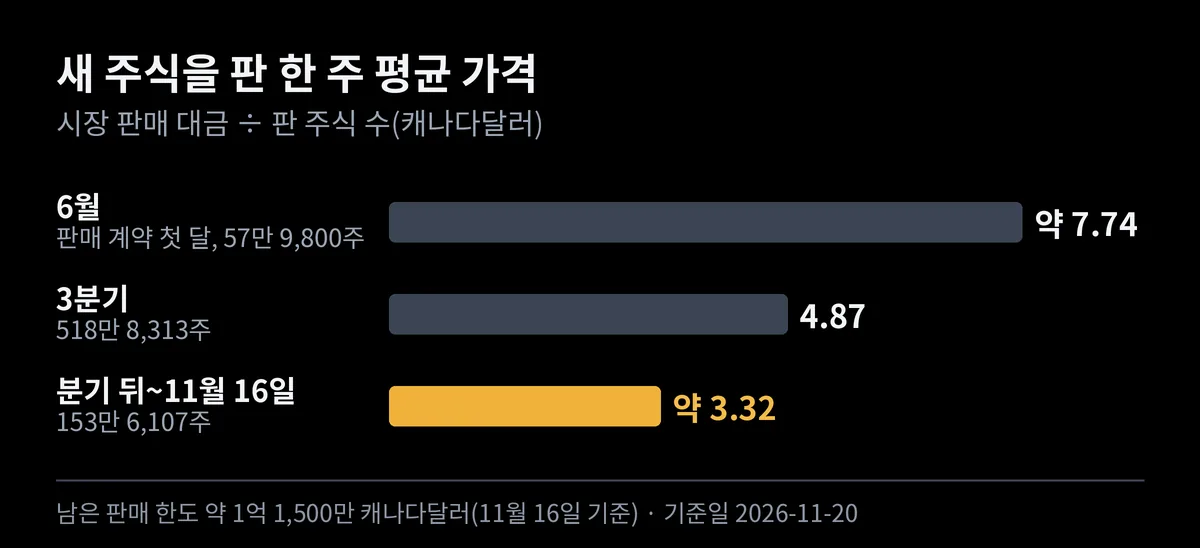 새 주식을 판 한 주 평균 가격
시장 판매 대금 ÷ 판 주식 수(캐나다달러)
6월
판매 계약 첫 달, 57만 9,800주
약 7.74
3분기
518만 8,313주
4.87
분기 뒤~11월 16일
153만 6,107주
약 3.32
남은 판매 한도 약 1억 1,500만 캐나다달러(11월 16일 기준) · 기준일 2026-11-20